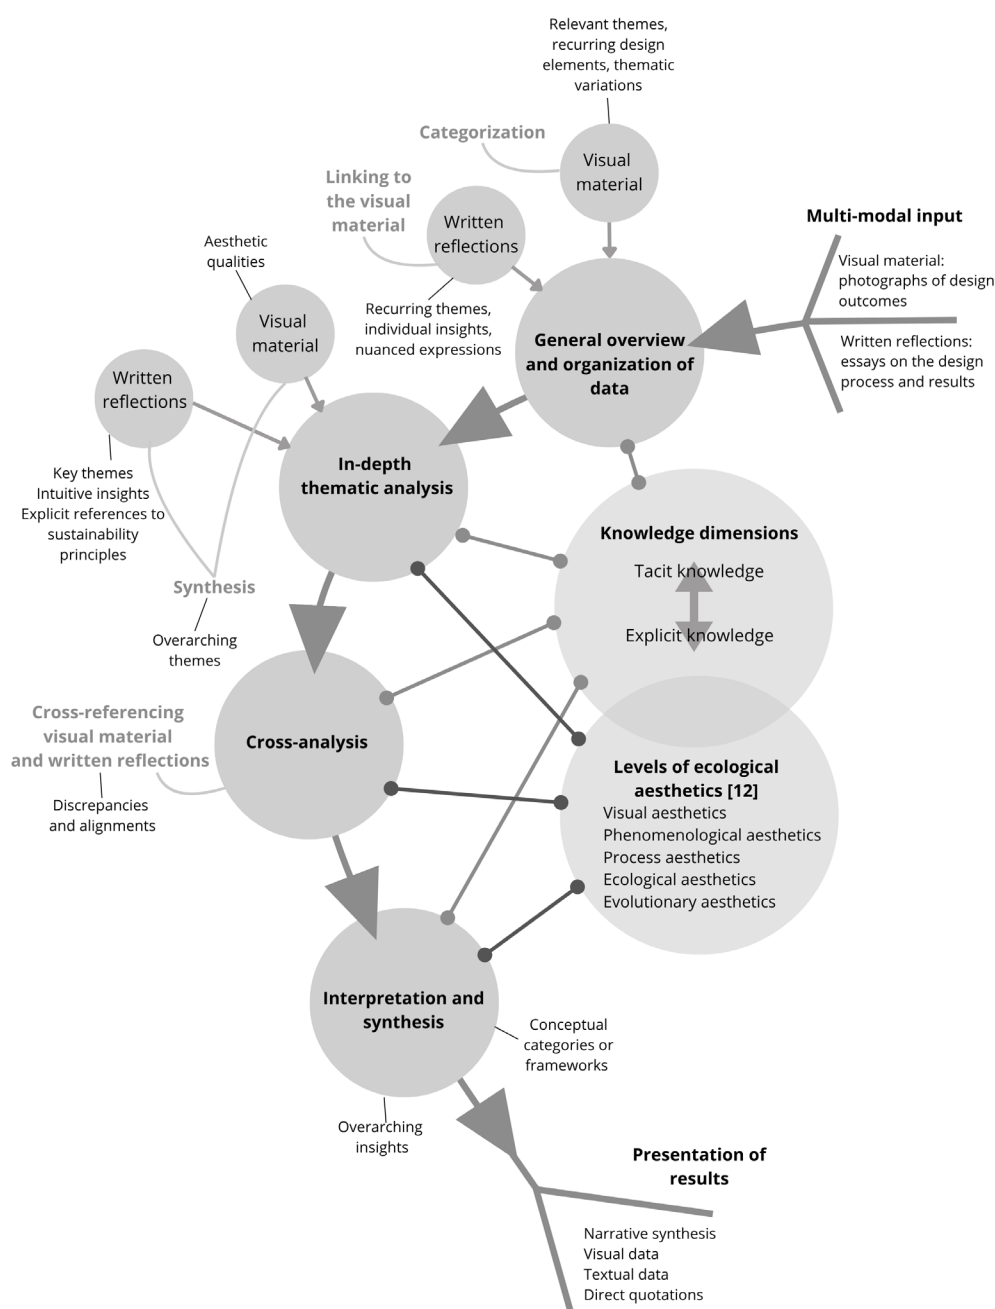 Relevant themes,
recurring design
elements, thematic
variations
Categorization
Visual
material
Linking to
the visual
material
Written
reflections
Multi-modal input
Visual material:
photographs of design
outcomes
Written reflections:
essays on the design
process and results
Aesthetic
qualities
Visual
material
Recurring themes,
individual insights,
nuanced expressions
General overview
and organization of
data
Written
reflections
In-depth
thematic analysis
Key themes
Intuitive insights
Explicit references to
sustainability
principles
Synthesis
Overarching
themes
Knowledge dimensions
Tacit knowledge
Explicit knowledge
Cross-referencing
visual material
and written reflections
Discrepancies
and alignments
Cross-analysis
Levels of ecological
aesthetics [12]
Visual aesthetics
Phenomenological aesthetics
Process aesthetics
Ecological aesthetics
Evolutionary aesthetics
Interpretation and
synthesis
Conceptual
categories or
frameworks
Overarching
insights
Presentation of
results
Narrative synthesis
Visual data
Textual data
Direct quotations